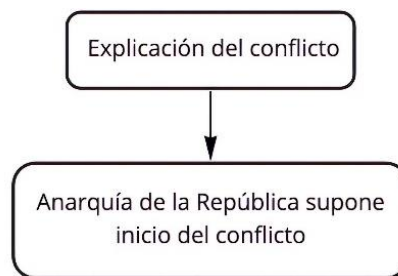 Explicación del conflicto
Anarquía de la República supone
inicio del conflicto